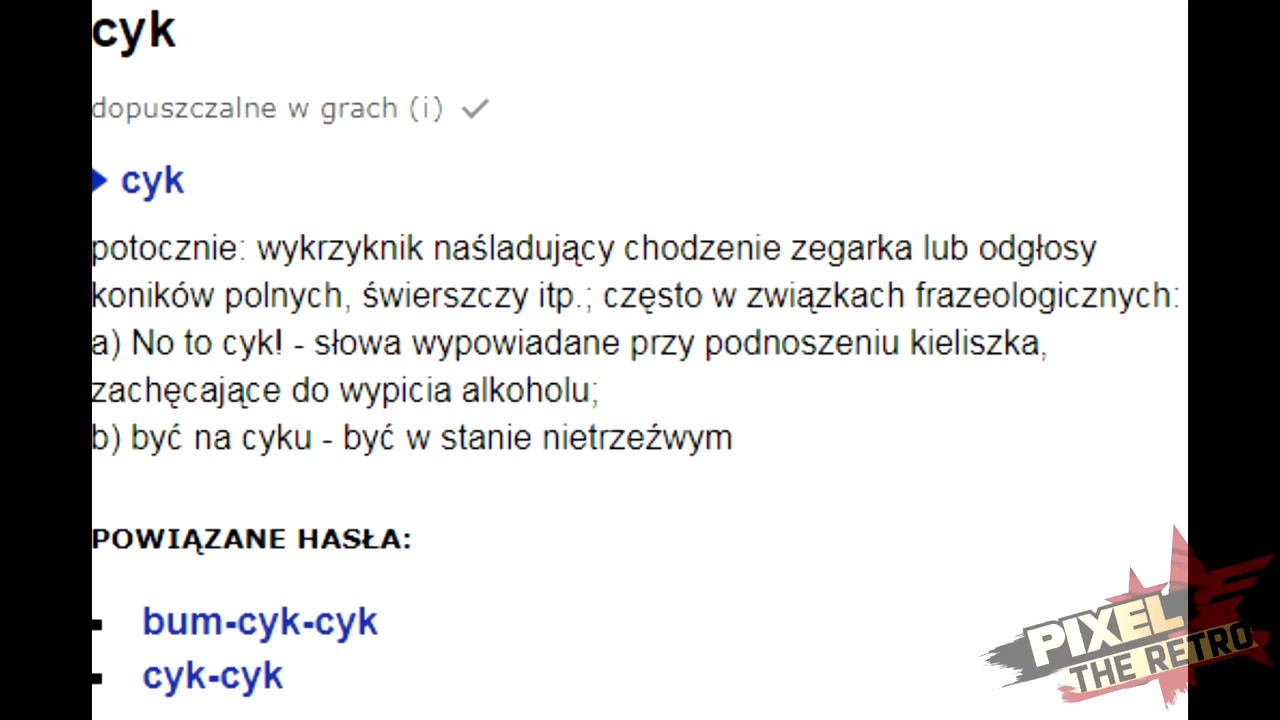 cyk
dopuszczalne w grach (i)
cyk
potocznie: wykrzyknik naśladujący chodzenie zegarka lub odgłosy
koników polnych, świerszczy itp.; często w związkach frazeologicznych:
a) No to cyk! - słowa wypowiadane przy podnoszeniu kieliszka,
zachęcające do wypicia alkoholu;
b) być na cyku - być w stanie nietrzeźwym
POWIĄZANE HASŁA:
bum-cyk-cyk
cyk-cyk
PIXEL
THE RETRO